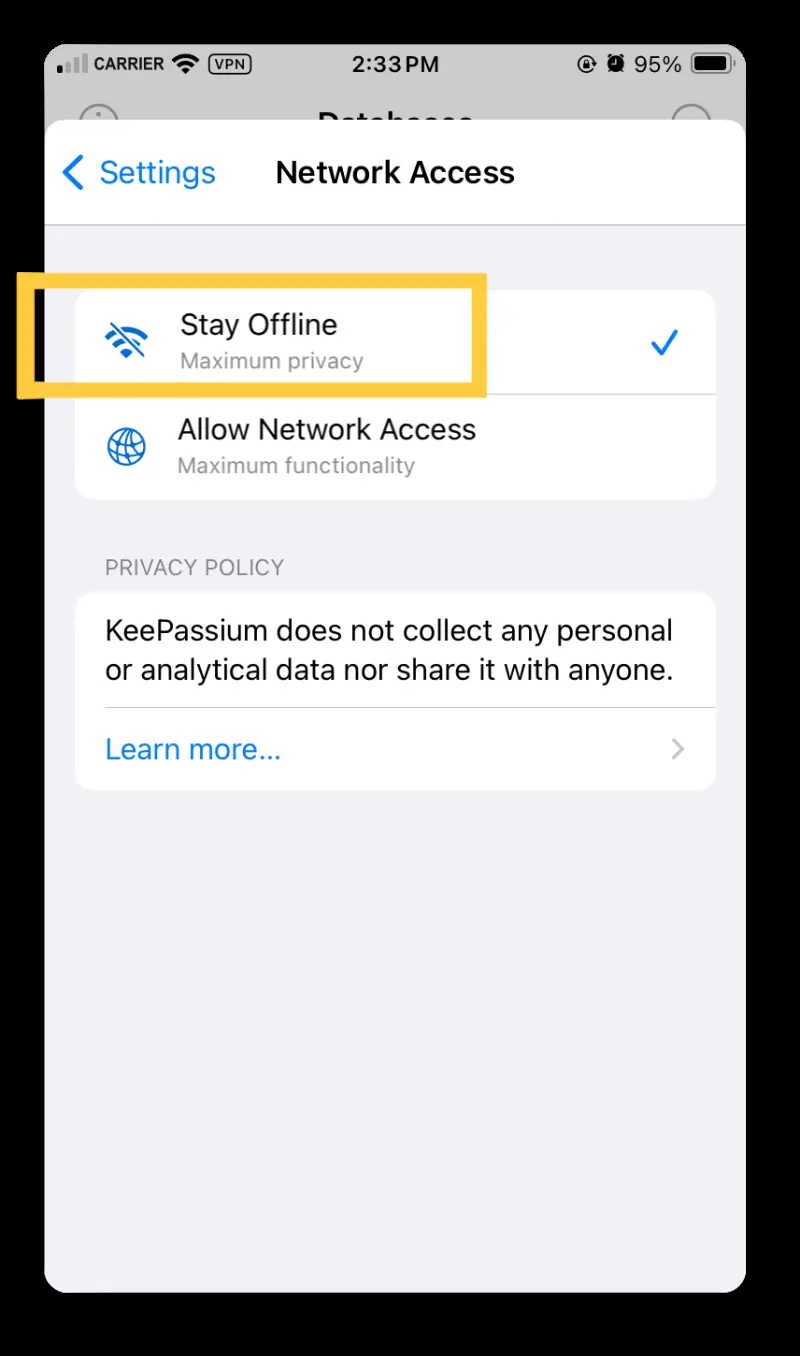 CARRIER VPN 2:33 PM 95%
Databases
Settings Network Access
Stay Offline
Maximum privacy
Allow Network Access
Maximum functionality
PRIVACY POLICY
KeePassium does not collect any personal
or analytical data nor share it with anyone.
Learn more...